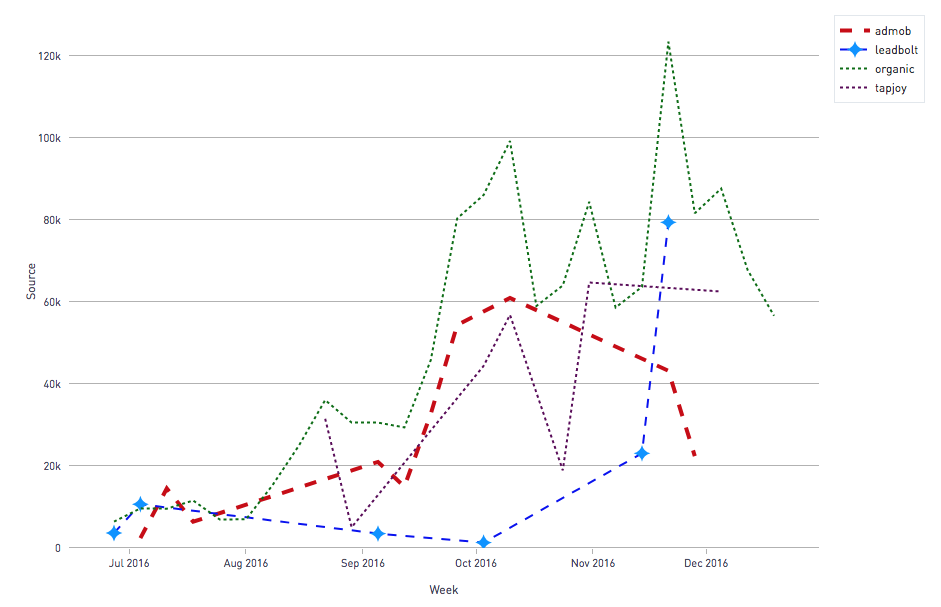 admob
leadbolt
organic
tapjoy
120k
100k
80k
60k
40k
20k
0
Source
Jul 2016 Aug 2016 Sep 2016 Oct 2016 Nov 2016 Dec 2016
Week